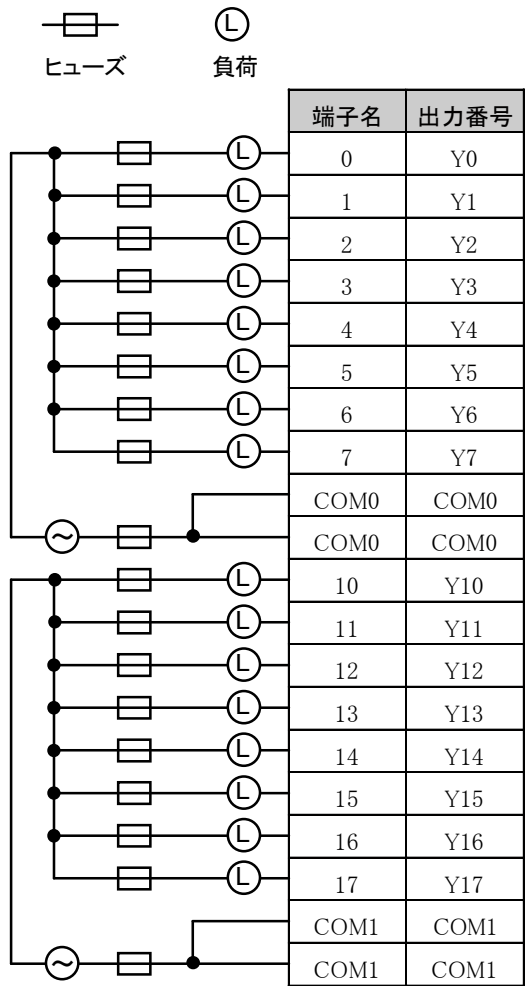 L
ヒューズ 負荷
端子名 出力番号
L 0 Y0
L 1 Y1
L 2 Y2
L 3 Y3
L 4 Y4
L 5 Y5
L 6 Y6
L 7 Y7
COM0 COM0
~ COM0 COM0
L 10 Y10
L 11 Y11
L 12 Y12
L 13 Y13
L 14 Y14
L 15 Y15
L 16 Y16
L 17 Y17
COM1 COM1
~ COM1 COM1